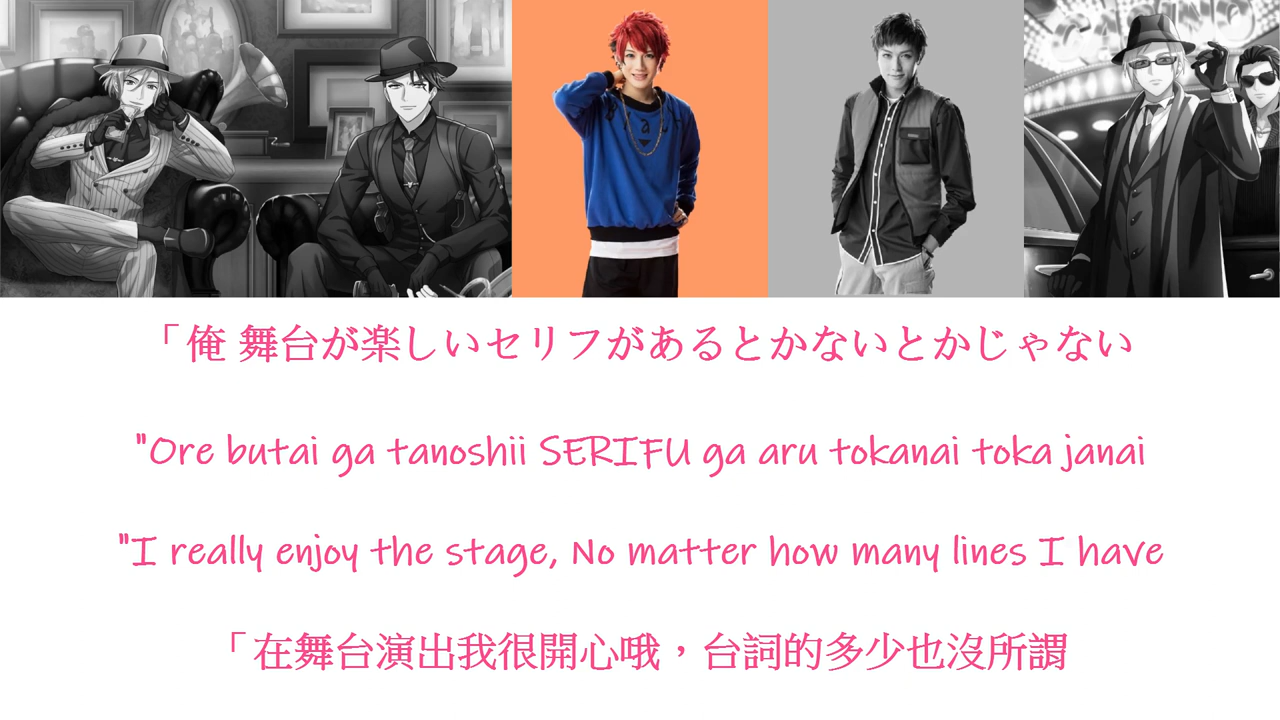 CASINO
「俺 舞台が楽しいセリフがあるとかないとかじゃない
"Ore butai ga tanoshii SERIFU ga aru tokanai toka janai
"I really enjoy the stage, No matter how many lines I have
「在舞台演出我很開心哦，台詞的多少也沒所謂